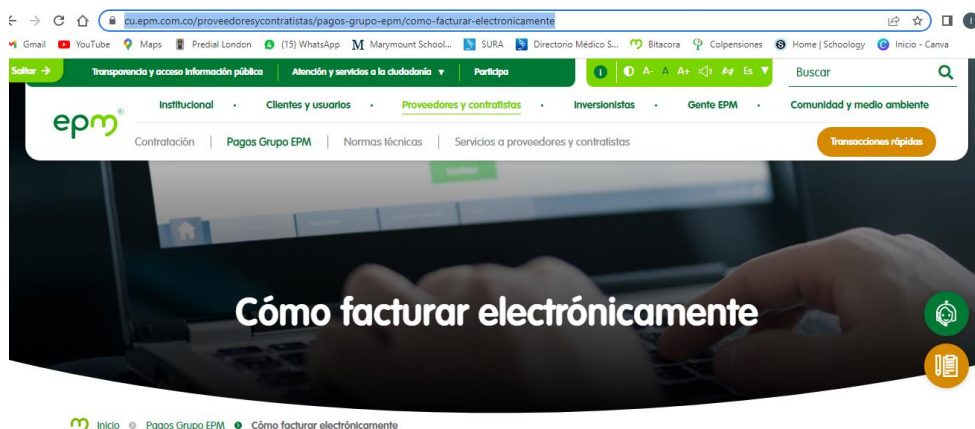 cu.epm.com.co/proveedoresycontratistas/pagos-grupo-epm/como-facturar-electronicamente
Gmail YouTube Maps Predial London (15) WhatsApp M Marymount School... SURA Directorio Médico S... Bitacora Colpensiones Home | Schoology Inicio - Canva
Saltar → Transparencia y acceso información pública Atención y servicios a la ciudadanía ▼ Participa A- A A+ Es ▼ Buscar
Institucional · Clientes y usuarios · Proveedores y contratistas · Inversionistas · Gente EPM · Comunidad y medio ambiente
epm®
Contratación | Pagos Grupo EPM | Normas técnicas | Servicios a proveedores y contratistas Transacciones rápidas
Cómo facturar electrónicamente
Inicio Pagos Grupo EPM Cómo facturar electrónicamente